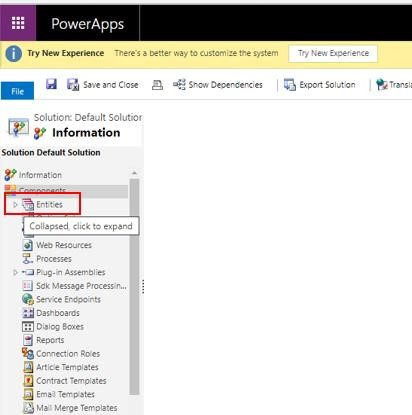 PowerApps
Try New Experience There's a better way to customize the system Try New Experience
File Save and Close Show Dependencies Export Solution Transla
Solution: Default Solution
Information
Solution Default Solution
Information
Components
Entities
Collapsed, click to expand
Web Resources
Processes
Plug-in Assemblies
Sdk Message Processin...
Service Endpoints
Dashboards
Dialog Boxes
Reports
Connection Roles
Article Templates
Contract Templates
Email Templates
Mail Merge Templates